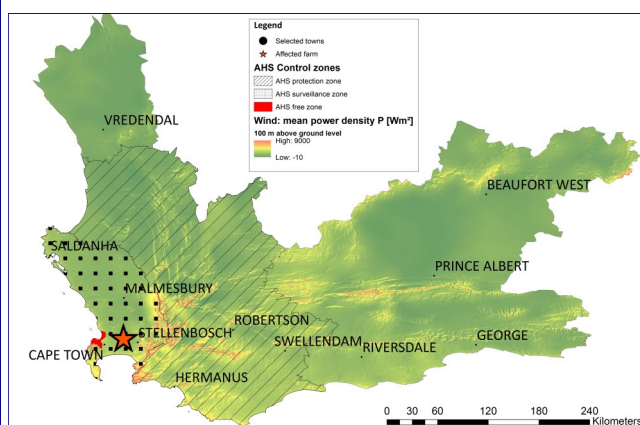 Legend
Selected towns
Affected farm
AHS Control zones
AHS protection zone
AHS surveillance zone
AHS free zone
Wind: mean power density P [Wm²]
100 m above ground level
High: 9000
Low: -10
VREDENDAL
BEAUFORT WEST
SALDANHA
PRINCE ALBERT
MALMESBURY
ROBERTSON
STELLENBOSCH
GEORGE
SWELLENDAM
RIVERSDALE
CAPE TOWN
HERMANUS
0 30 60 120 180 240
Kilometers